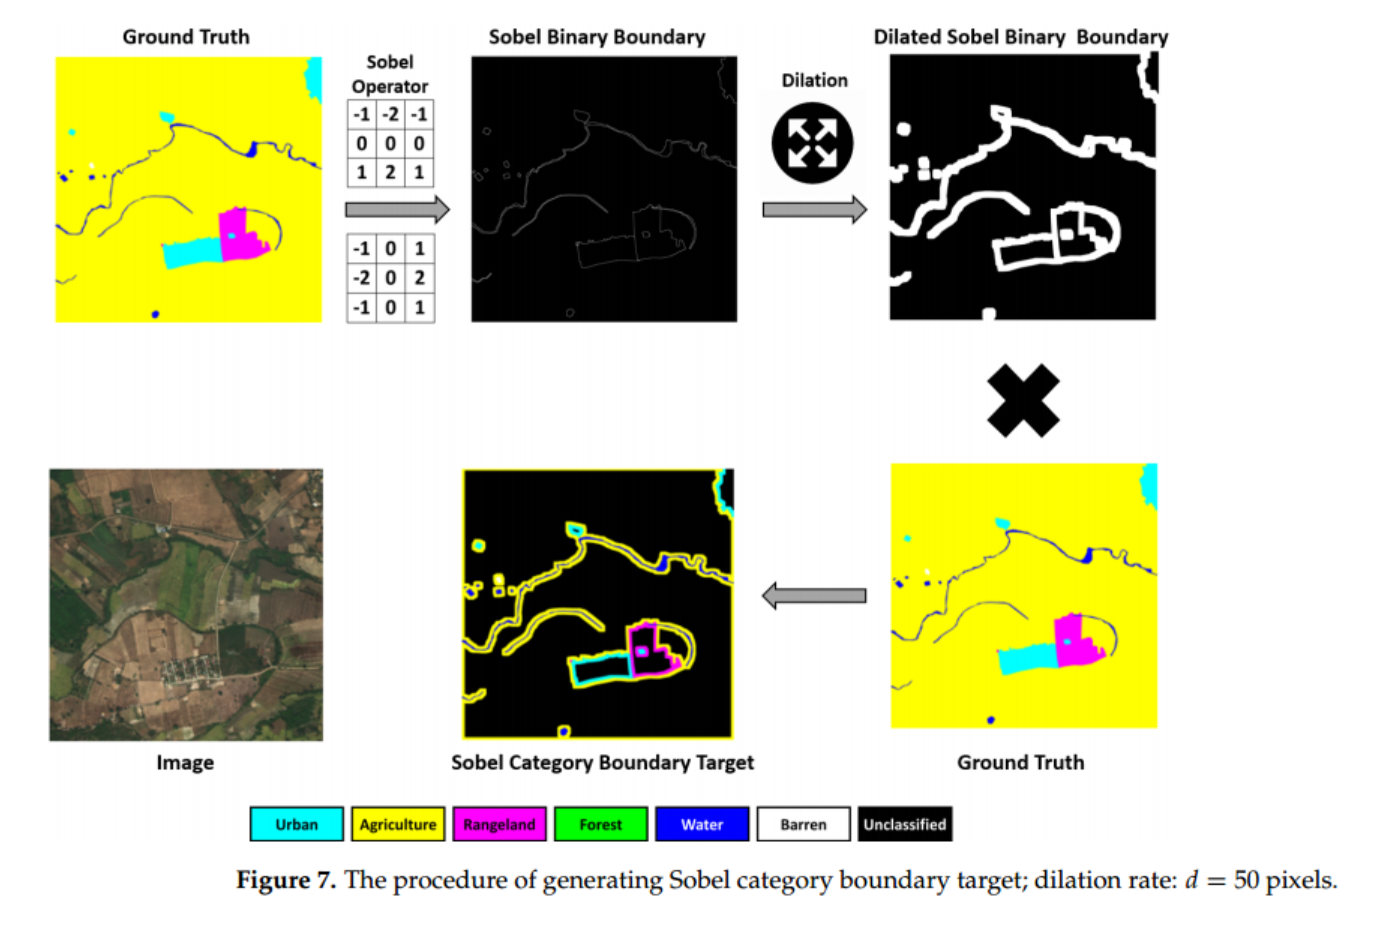 Ground Truth
Sobel Operator
-1 -2 -1
0 0 0
1 2 1
-1 0 1
-2 0 2
-1 0 1
Sobel Binary Boundary
Dilation
Dilated Sobel Binary Boundary
Image
Sobel Category Boundary Target
Ground Truth
Urban
Agriculture
Rangeland
Forest
Water
Barren
Unclassified
Figure 7. The procedure of generating Sobel category boundary target; dilation rate: d = 50 pixels.